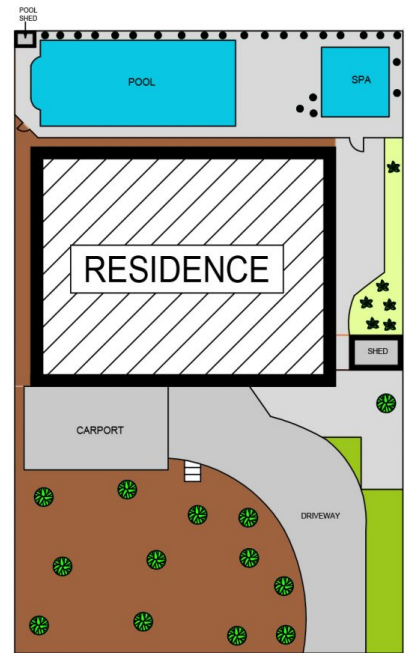 POOL
SHED
POOL
SPA
RESIDENCE
SHED
CARPORT
DRIVEWAY